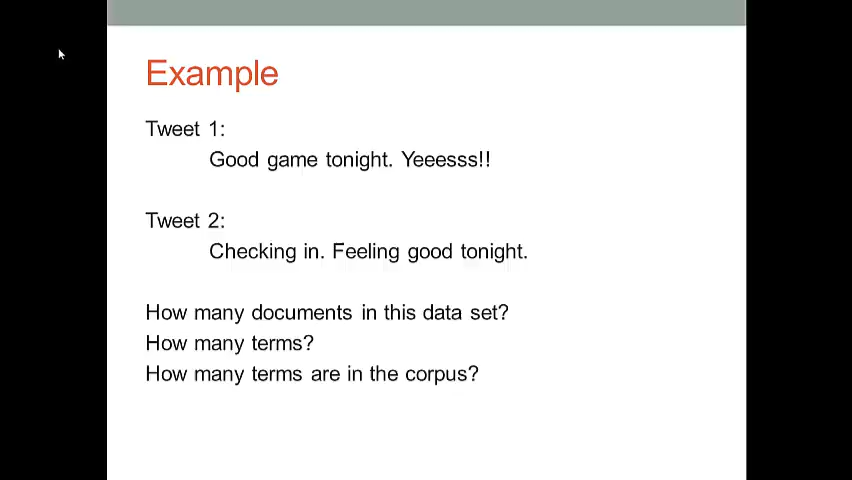 Example
Tweet 1:
Good game tonight. Yeeesss!!
Tweet 2:
Checking in. Feeling good tonight.
How many documents in this data set?
How many terms?
How many terms are in the corpus?